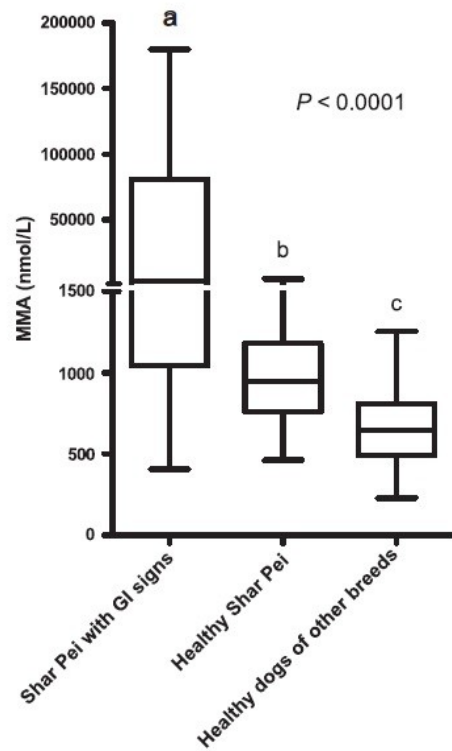 a
P < 0.0001
b
c
MMA (nmol/L)
200000
150000
100000
50000
1500
1000
500
0
Shar Pei with GI signs
Healthy Shar Pei
Healthy dogs of other breeds